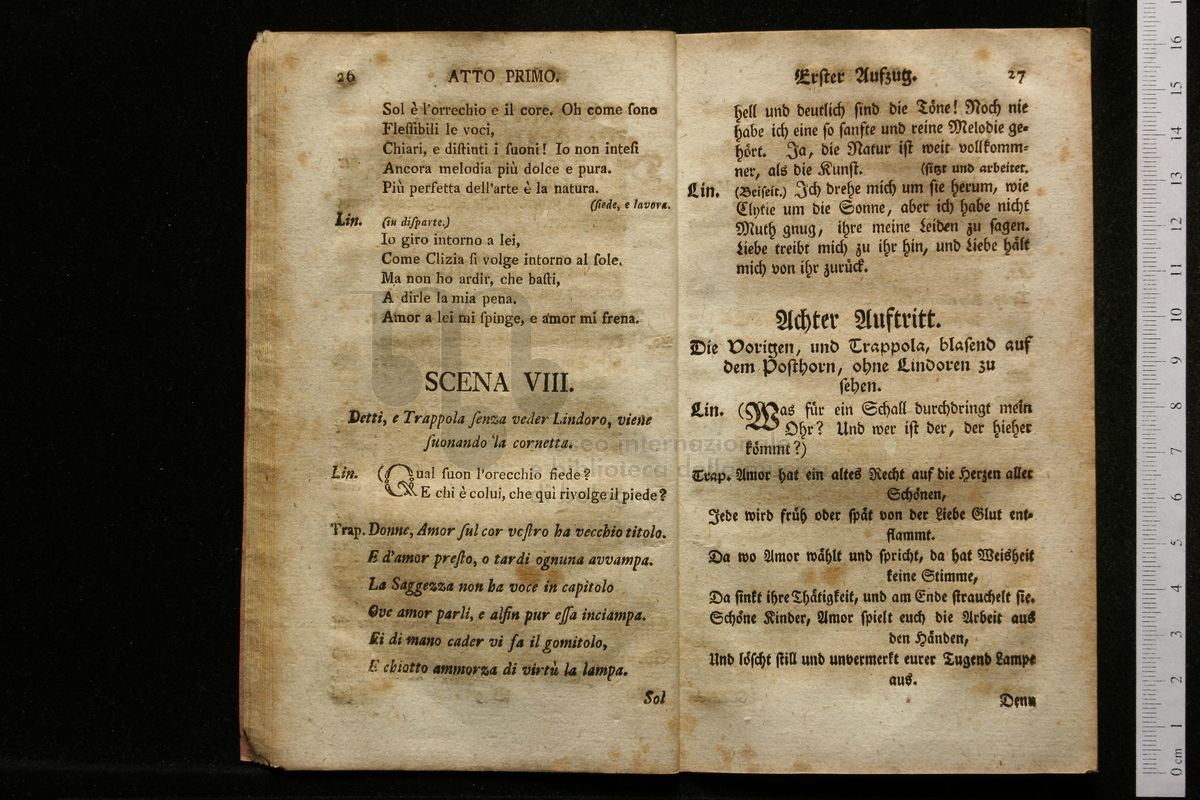 26 ATTO PRIMO.
Sol è l'orrechio e il core. Oh come ſono
Fleſſibili le voci,
Chiari, e diſtinti i ſuoni! Io non inteſi
Ancora melodia più dolce e pura.
Più perfetta dell'arte è la natura.
(ſiede, e lavora.
Lin. (in diſparte.)
Io giro intorno a lei,
Come Clizia ſi volge intorno al ſole.
Ma non ho ardir, che baſti,
A dirle la mia pena.
Amor a lei mi ſpinge, e amor mi frena.
SCENA VIII.
Detti, e Trappola ſenza veder Lindoro, viene
ſuonando la cornetta.
Lin. (Qual ſuon l'orecchio fiede?
E chi è colui, che quì rivolge il piede?
Trap. Donne, Amor ſul cor veſtro ha vecchio titolo.
E d'amor preſto, o tardi ognuna avvampa.
La Saggezza non ha voce in capitolo
Ove amor parli, e alfin pur eſſa inciampa.
Ei di mano cader vi fa il gomitolo,
E chiotto ammorza di virtù la lampa.
Sol
Erſter Aufzug. 27
hell und deutlich ſind die Töne! Noch nie
habe ich eine ſo ſanfte und reine Melodie ge-
hört. Ja, die Natur iſt weit vollkomm-
ner, als die Kunſt. (ſitzt und arbeitet.
Lin. (Beiſeit.) Ich drehe mich um ſie herum, wie
Clytie um die Sonne, aber ich habe nicht
Muth gnug, ihre meine Leiden zu ſagen.
Liebe treibt mich zu ihr hin, und Liebe hält
mich von ihr zurück.
Achter Auftritt.
Die Vorigen, und Trappola, blaſend auf
dem Poſthorn, ohne Lindoren zu
ſehen.
Lin. (Was für ein Schall durchdringt mein
Ohr? Und wer iſt der, der hieher
kömmt?)
Trap. Amor hat ein altes Recht auf die Herzen aller
Schönen,
Jede wird früh oder ſpät von der Liebe Glut ent-
flammt.
Da wo Amor wählt und ſpricht, da hat Weisheit
keine Stimme,
Da ſinkt ihre Thätigkeit, und am Ende ſtrauchelt ſie.
Schöne Kinder, Amor ſpielt euch die Arbeit aus
den Händen,
Und löſcht ſtill und unvermerkt eurer Tugend Lampe
aus.
Denn